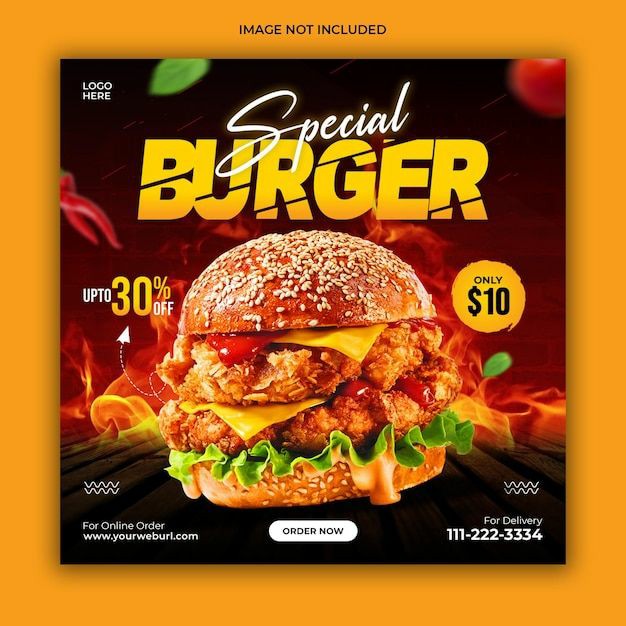 IMAGE NOT INCLUDED
LOGO
HERE
Special
BURGER
UPTO 30% OFF
ONLY
$10
For Online Order
www.yourweburl.com
ORDER NOW
For Delivery
111-222-3334